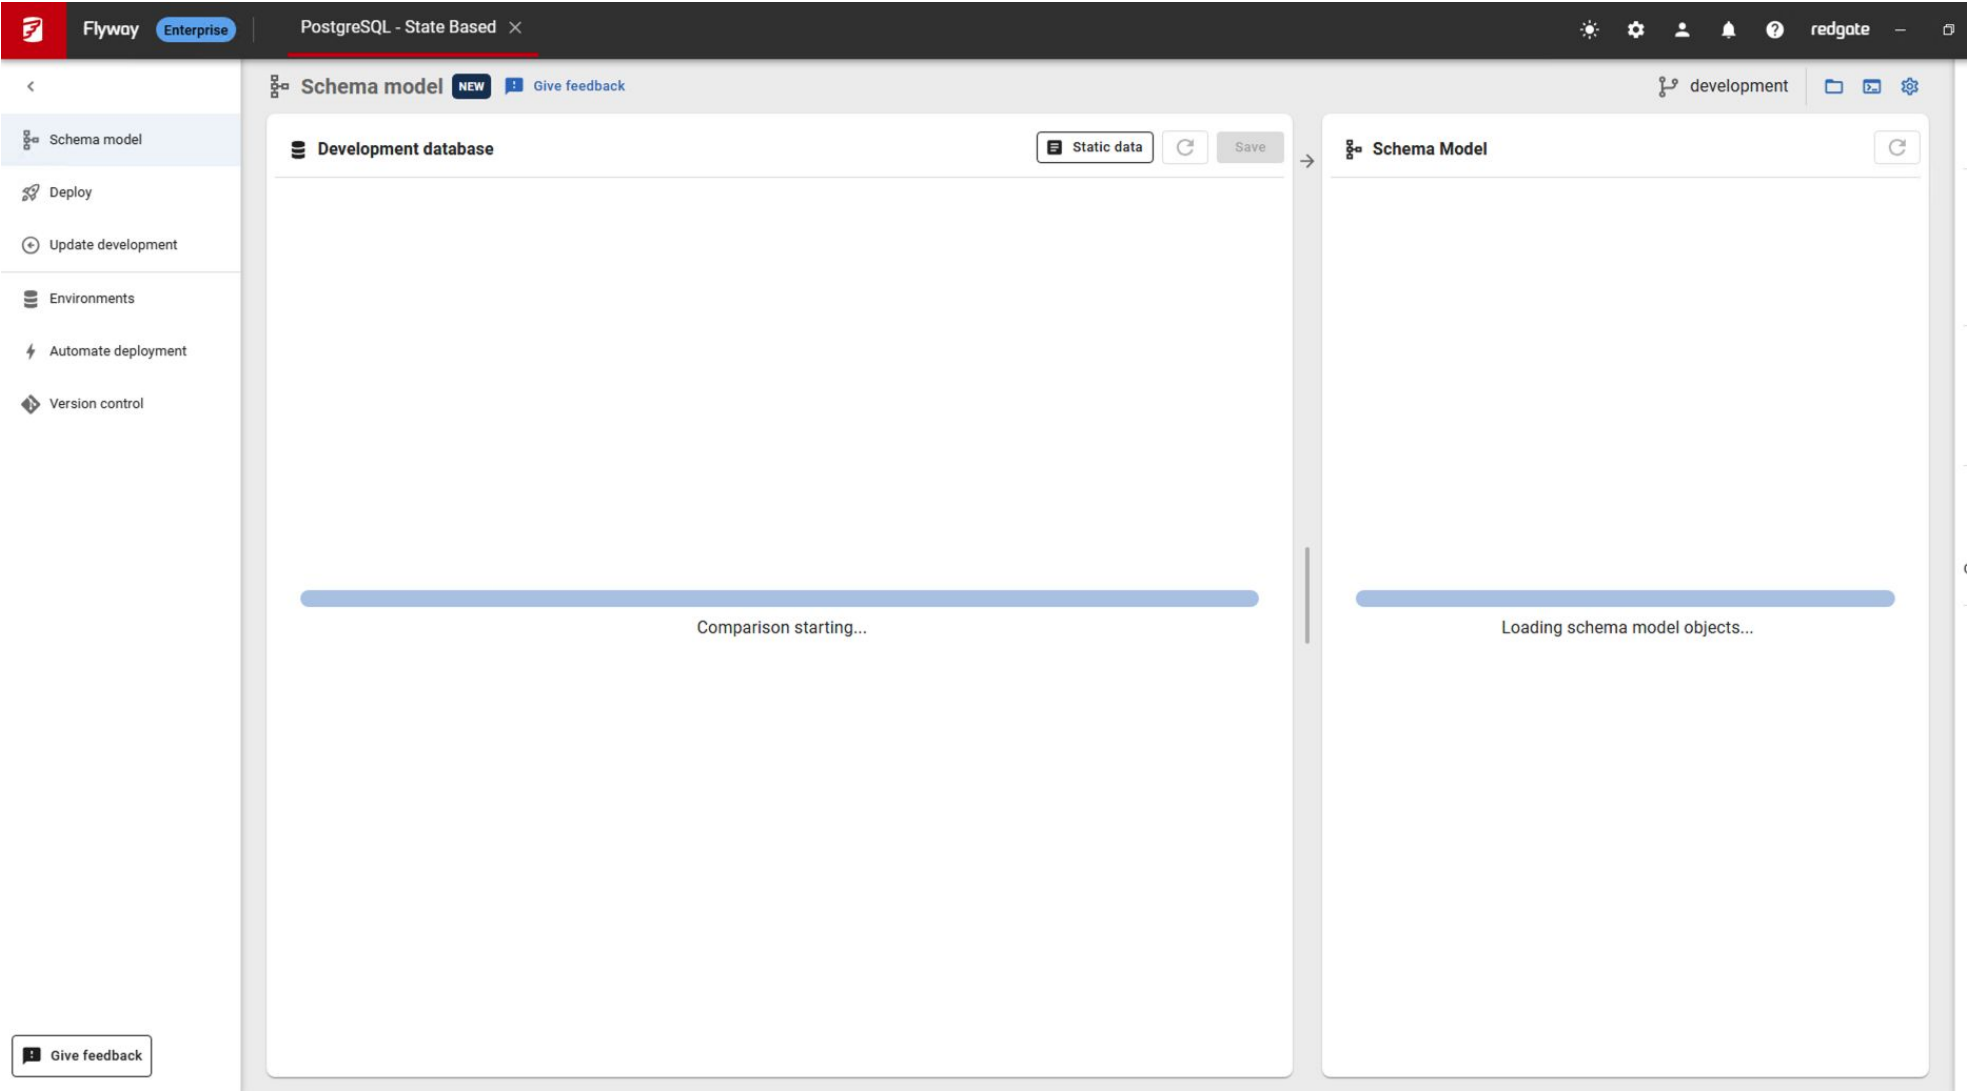 Flyway Enterprise PostgreSQL - State Based redgate
Schema model NEW Give feedback development
Schema model
Deploy
Update development
Environments
Automate deployment
Version control
Give feedback
Development database Static data Save
Comparison starting...
Schema Model
Loading schema model objects...